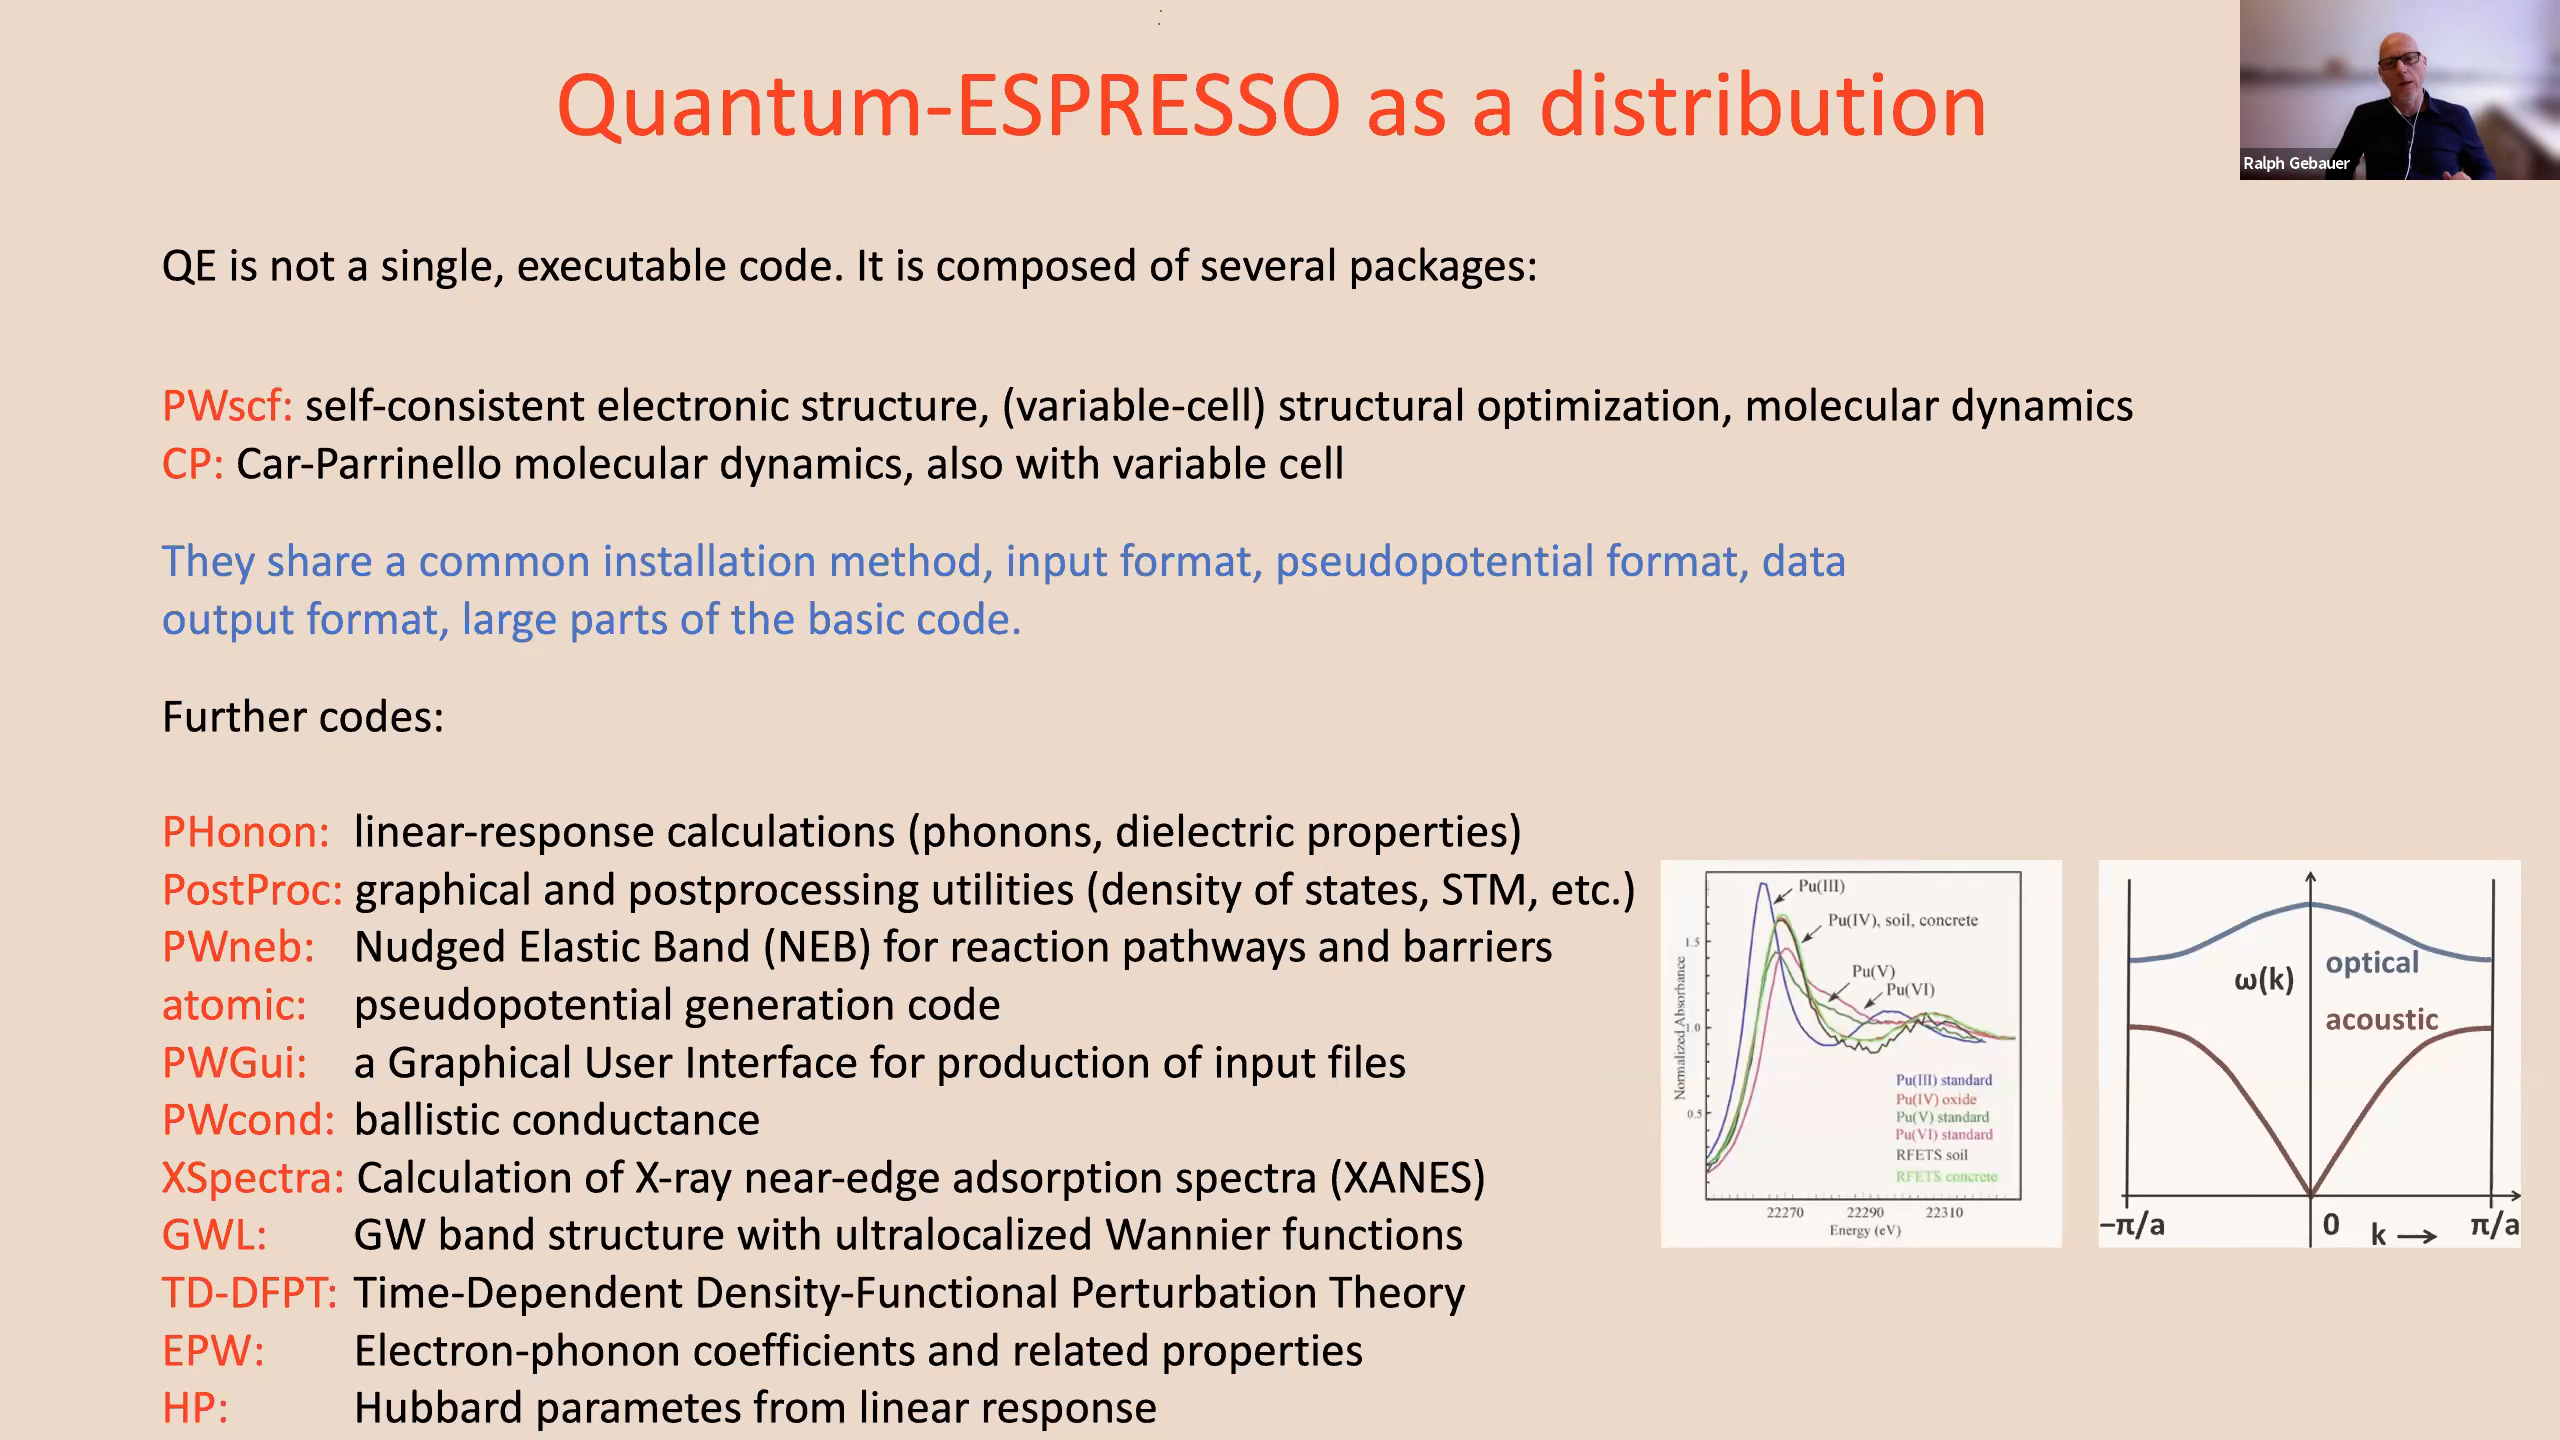 Quantum-ESPRESSO as a distribution
Ralph Gebauer
QE is not a single, executable code. It is composed of several packages:
PWscf: self-consistent electronic structure, (variable-cell) structural optimization, molecular dynamics
CP: Car-Parrinello molecular dynamics, also with variable cell
They share a common installation method, input format, pseudopotential format, data
output format, large parts of the basic code.
Further codes:
PHonon: linear-response calculations (phonons, dielectric properties)
PostProc: graphical and postprocessing utilities (density of states, STM, etc.)
PWneb: Nudged Elastic Band (NEB) for reaction pathways and barriers
atomic: pseudopotential generation code
PWGui: a Graphical User Interface for production of input files
PWcond: ballistic conductance
XSpectra: Calculation of X-ray near-edge adsorption spectra (XANES)
GWL: GW band structure with ultralocalized Wannier functions
TD-DFPT: Time-Dependent Density-Functional Perturbation Theory
EPW: Electron-phonon coefficients and related properties
HP: Hubbard parametes from linear response
Pu(III)
Pu(IV), soil, concrete
Pu(V)
Pu(VI)
Normalized Absorbance
1.5
1.0
0.5
Pu(III) standard
Pu(IV) oxide
Pu(V) standard
Pu(VI) standard
RFETS soil
RFETS concrete
22270 22290 22310
Energy (eV)
ω(k)
optical
acoustic
–π/a 0 k → π/a